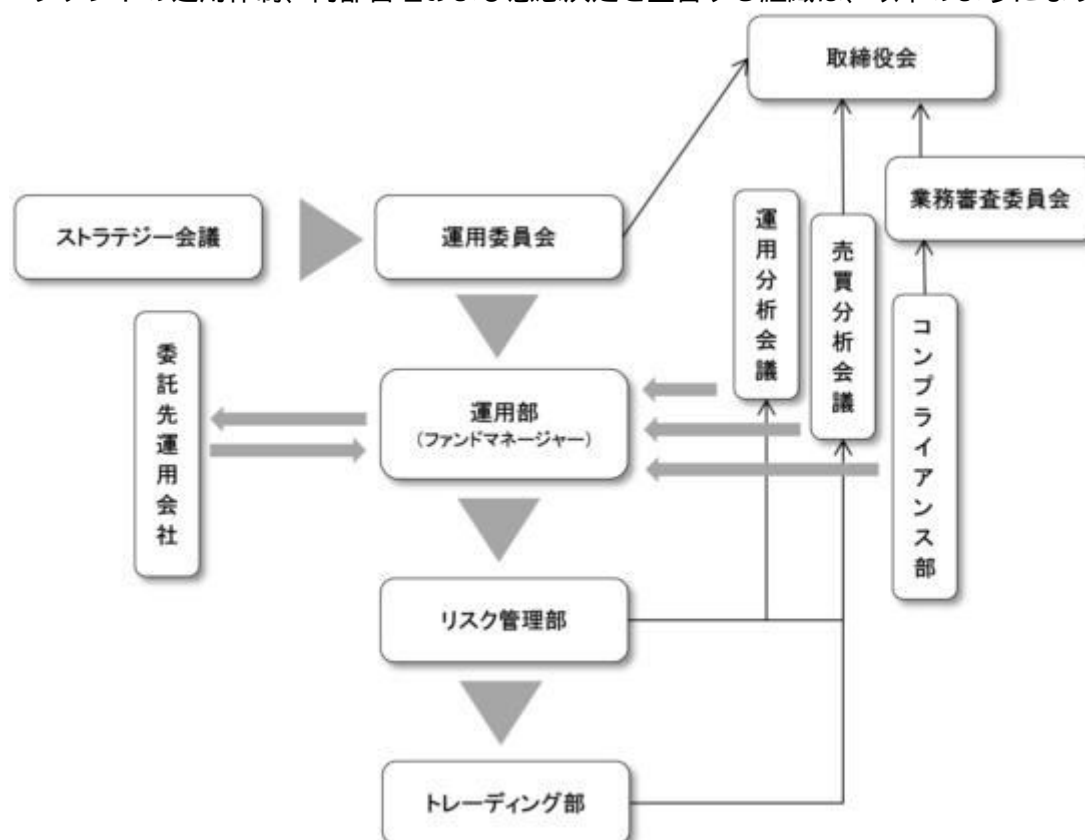 取締役会
業務審査委員会
ストラテジー会議
運用委員会
運用分析会議
売買分析会議
コンプライアンス部
委託先運用会社
運用部
(ファンドマネージャー)
リスク管理部
トレーディング部